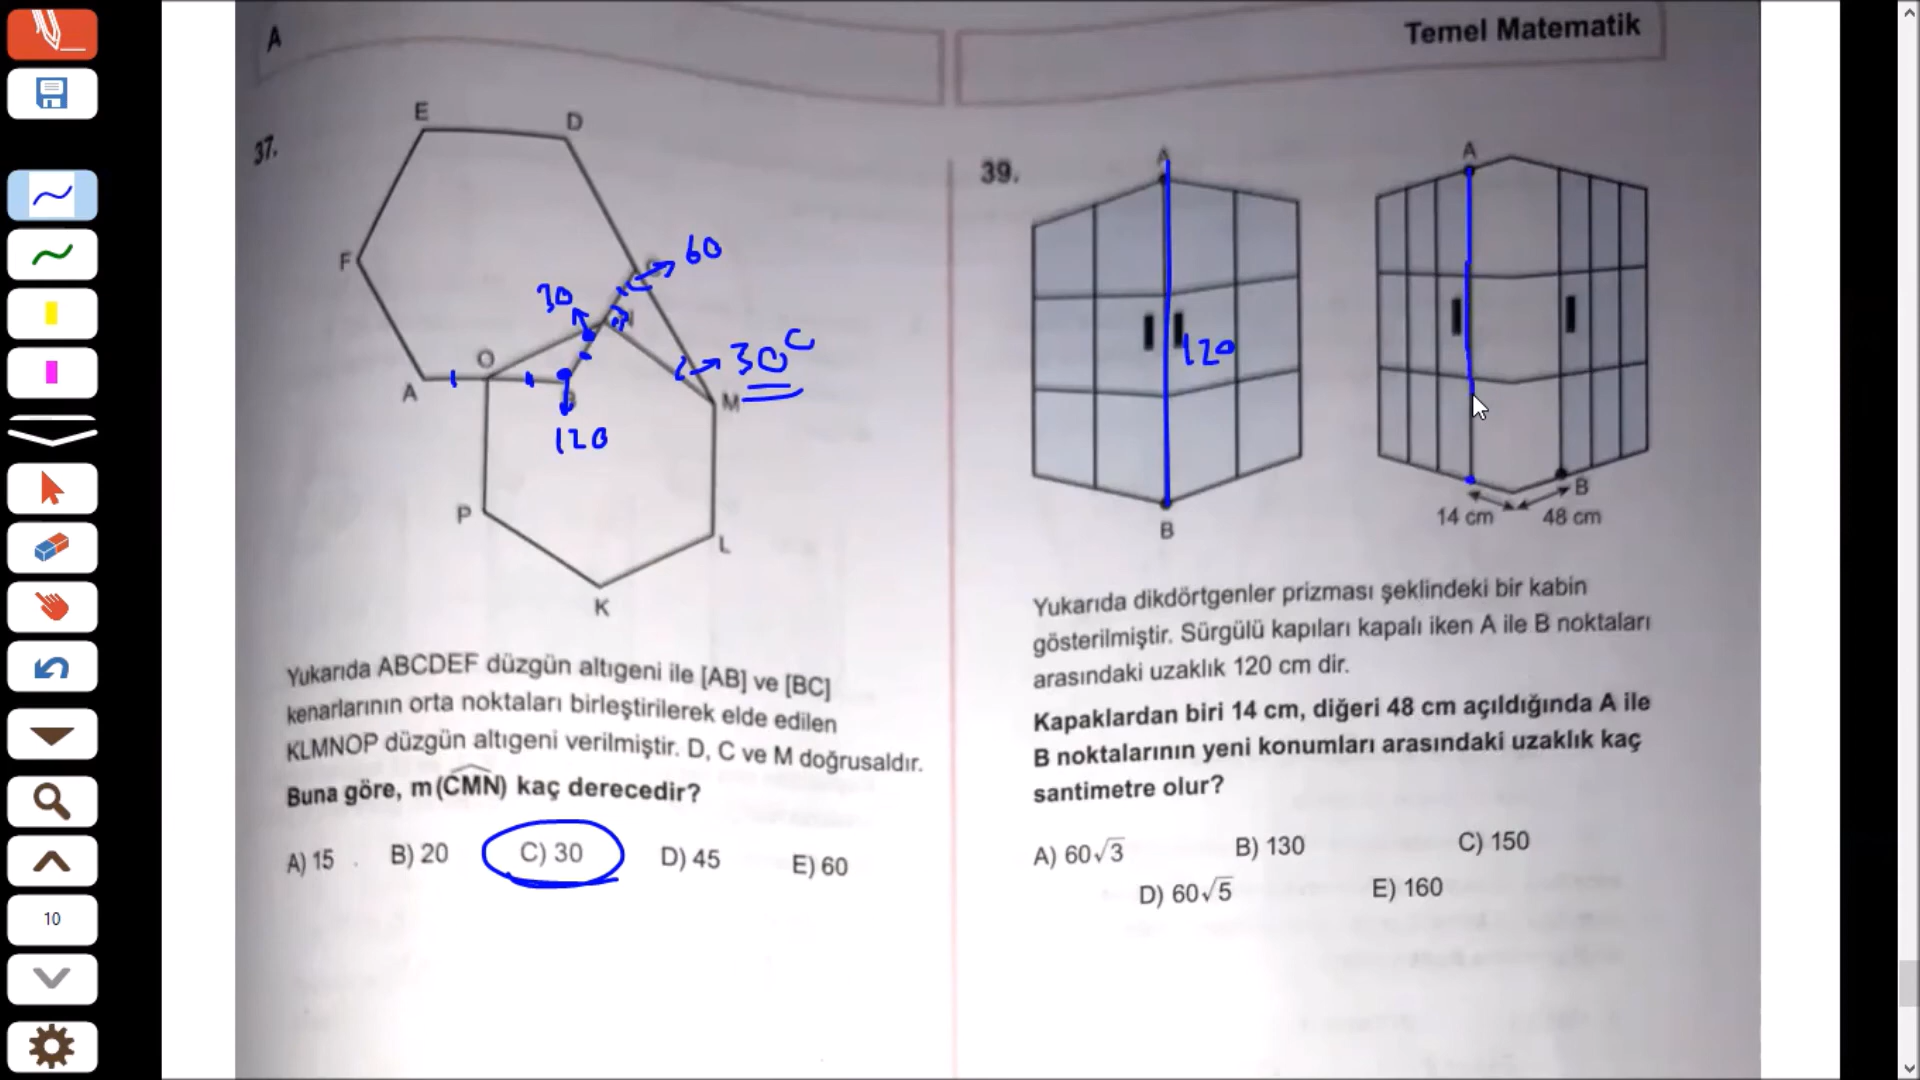 A
Temel Matematik
37.
E
D
F
60
30
N
O
30
C
A
M
120
P
L
K
Yukarıda ABCDEF düzgün altıgeni ile [AB] ve [BC]
kenarlarının orta noktaları birleştirilerek elde edilen
KLMNOP düzgün altıgeni verilmiştir. D, C ve M doğrusaldır.
Buna göre, m(CMN) kaç derecedir?
A) 15 B) 20 C) 30 D) 45 E) 60
39.
A
A
120
B
B
14 cm 48 cm
Yukarıda dikdörtgenler prizması şeklindeki bir kabin
gösterilmiştir. Sürgülü kapıları kapalı iken A ile B noktaları
arasındaki uzaklık 120 cm dir.
Kapaklardan biri 14 cm, diğeri 48 cm açıldığında A ile
B noktalarının yeni konumları arasındaki uzaklık kaç
santimetre olur?
A) 60√3 B) 130 C) 150
D) 60√5 E) 160
10